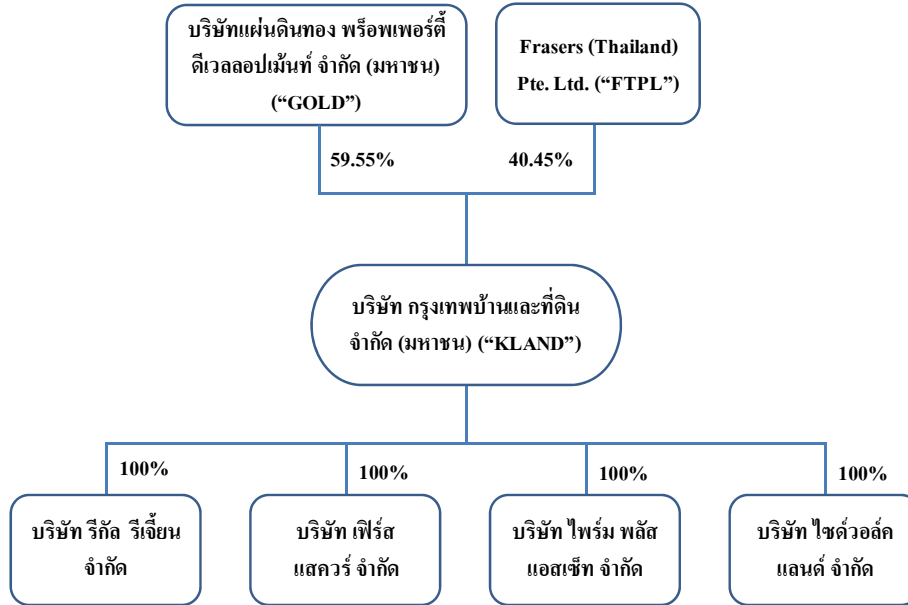 บริษัทแผ่นดินทอง พร็อพเพอร์ตี้
ดีเวลลอปเม้นท์ จำกัด (มหาชน)
(“GOLD”)
Frasers (Thailand)
Pte. Ltd. (“FTPL”)
59.55%
40.45%
บริษัท กรุงเทพบ้านและที่ดิน
จำกัด (มหาชน) (“KLAND”)
100%
100%
100%
100%
บริษัท รีกัล รีเจี้ยน
จำกัด
บริษัท เฟิร์ส
แสควร์ จำกัด
บริษัท ไพร์ม พลัส
แอสเซ็ท จำกัด
บริษัท ไซด์วอล์ค
แลนด์ จำกัด